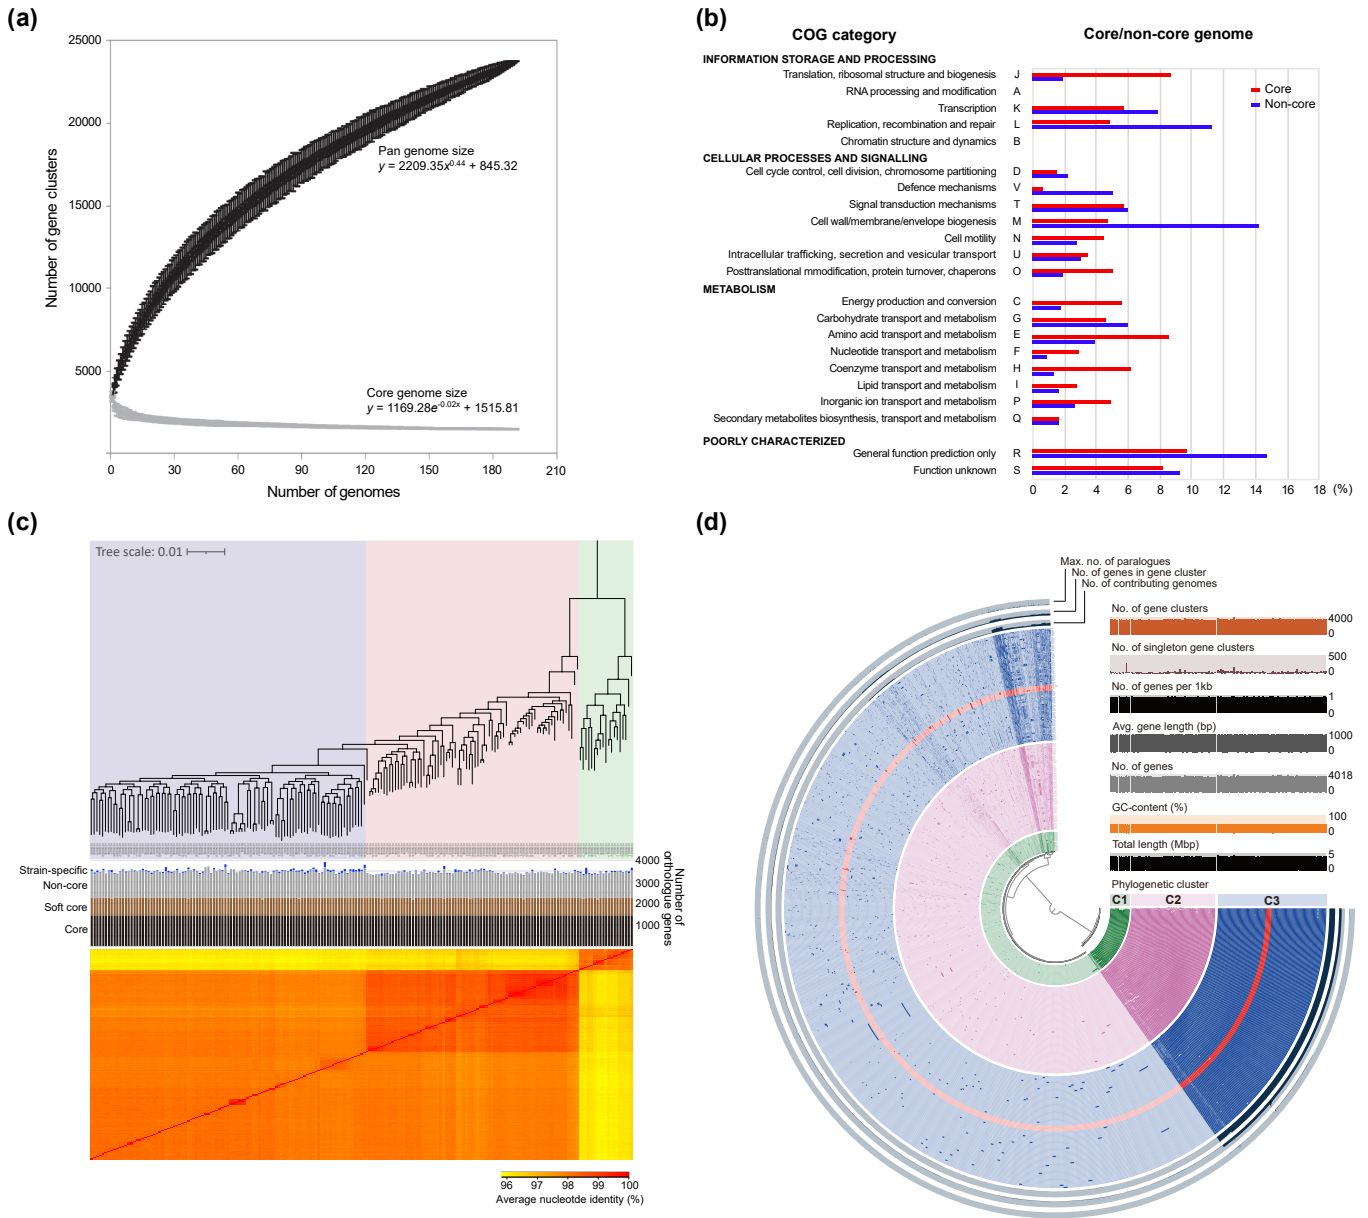 (a)
25000
20000
15000
10000
5000
0 30 60 90 120 150 180 210
Number of gene clusters
Number of genomes
Pan genome size
y = 2209.35x^0.44 + 845.32
Core genome size
y = 1169.28e^-0.02x + 1515.81
(b)
COG category Core/non-core genome
INFORMATION STORAGE AND PROCESSING
Translation, ribosomal structure and biogenesis J
RNA processing and modification A
Transcription K
Replication, recombination and repair L
Chromatin structure and dynamics B
CELLULAR PROCESSES AND SIGNALLING
Cell cycle control, cell division, chromosome partitioning D
Defence mechanisms V
Signal transduction mechanisms T
Cell wall/membrane/envelope biogenesis M
Cell motility N
Intracellular trafficking, secretion and vesicular transport U
Posttranslational mmodification, protein turnover, chaperons O
METABOLISM
Energy production and conversion C
Carbohydrate transport and metabolism G
Amino acid transport and metabolism E
Nucleotide transport and metabolism F
Coenzyme transport and metabolism H
Lipid transport and metabolism I
Inorganic ion transport and metabolism P
Secondary metabolites biosynthesis, transport and metabolism Q
POORLY CHARACTERIZED
General function prediction only R
Function unknown S
Core
Non-core
0 2 4 6 8 10 12 14 16 18 (%)
(c)
Tree scale: 0.01
Strain-specific
Non-core
Soft core
Core
4000
3000
2000
1000
Number of
orthologue genes
96 97 98 99 100
Average nucleotde identity (%)
(d)
Max. no. of paralogues
No. of genes in gene cluster
No. of contributing genomes
No. of gene clusters
4000
0
No. of singleton gene clusters
500
0
No. of genes per 1kb
1
0
Avg. gene length (bp)
1000
0
No. of genes
4018
0
GC-content (%)
100
0
Total length (Mbp)
5
0
Phylogenetic cluster
C1 C2 C3